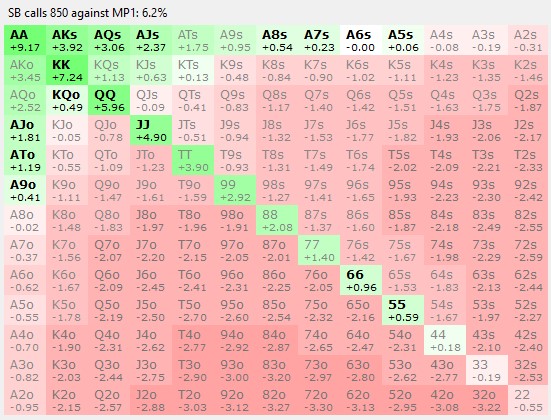 SB calls 850 against MP1: 6.2%
AA AKs AQs AJs ATs A9s A8s A7s A6s A5s A4s A3s A2s
+9.17 +3.92 +3.06 +2.37 +1.75 +0.95 +0.54 +0.23 -0.00 +0.06 -0.08 -0.19 -0.31
AKo KK KQs KJs KTs K9s K8s K7s K6s K5s K4s K3s K2s
+3.45 +7.24 +1.13 +0.63 +0.13 -0.48 -0.84 -0.90 -1.02 -1.11 -1.23 -1.35 -1.46
AQo KQo QQ QJs QTs Q9s Q8s Q7s Q6s Q5s Q4s Q3s Q2s
+2.52 +0.49 +5.96 -0.09 -0.41 -0.83 -1.17 -1.40 -1.42 -1.51 -1.63 -1.75 -1.87
AJo KJo QJo JJ JTs J9s J8s J7s J6s J5s J4s J3s J2s
+1.81 -0.05 -0.78 +4.90 -0.51 -0.94 -1.32 -1.53 -1.77 -1.82 -1.93 -2.06 -2.17
ATo KTo QTo JTo TT T9s T8s T7s T6s T5s T4s T3s T2s
+1.19 -0.55 -1.09 -1.23 +3.90 -0.93 -1.31 -1.49 -1.74 -2.02 -2.09 -2.21 -2.33
A9o K9o Q9o J9o T9o 99 98s 97s 96s 95s 94s 93s 92s
+0.41 -1.11 -1.47 -1.61 -1.59 +2.92 -1.27 -1.41 -1.65 -1.93 -2.23 -2.30 -2.42
A8o K8o Q8o J8o T8o 98o 88 87s 86s 85s 84s 83s 82s
-0.02 -1.48 -1.83 -1.97 -1.96 -1.91 +2.08 -1.37 -1.60 -1.87 -2.18 -2.49 -2.55
A7o K7o Q7o J7o T7o 97o 87o 77 76s 75s 74s 73s 72s
-0.37 -1.56 -2.07 -2.20 -2.15 -2.05 -2.01 +1.40 -1.42 -1.67 -1.98 -2.29 -2.59
A6o K6o Q6o J6o T6o 96o 86o 76o 66 65s 64s 63s 62s
-0.62 -1.67 -2.09 -2.45 -2.41 -2.31 -2.25 -2.05 +0.96 -1.53 -1.83 -2.13 -2.44
A5o K5o Q5o J5o T5o 95o 85o 75o 65o 55 54s 53s 52s
-0.55 -1.78 -2.19 -2.50 -2.70 -2.60 -2.54 -2.32 -2.16 +0.59 -1.67 -1.97 -2.27
A4o K4o Q4o J4o T4o 94o 84o 74o 64o 54o 44 43s 42s
-0.70 -1.90 -2.31 -2.62 -2.77 -2.92 -2.87 -2.65 -2.47 -2.31 +0.18 -2.10 -2.40
A3o K3o Q3o J3o T3o 93o 83o 73o 63o 53o 43o 33 32s
-0.82 -2.03 -2.44 -2.75 -2.90 -3.00 -3.20 -2.97 -2.80 -2.62 -2.76 -0.19 -2.53
A2o K2o Q2o J2o T2o 92o 82o 72o 62o 52o 42o 32o 22
-0.95 -2.15 -2.57 -2.88 -3.03 -3.12 -3.27 -3.30 -3.13 -2.95 -3.08 -3.22 -0.55